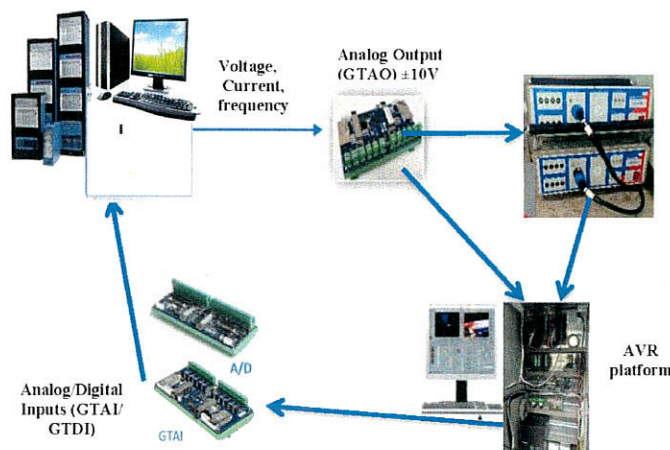 Voltage,
Current,
frequency
Analog Output
(GTAO) ±10V
AVR
platform
A/D
Analog/Digital
Inputs (GTAI/
GTDI)
GTAI